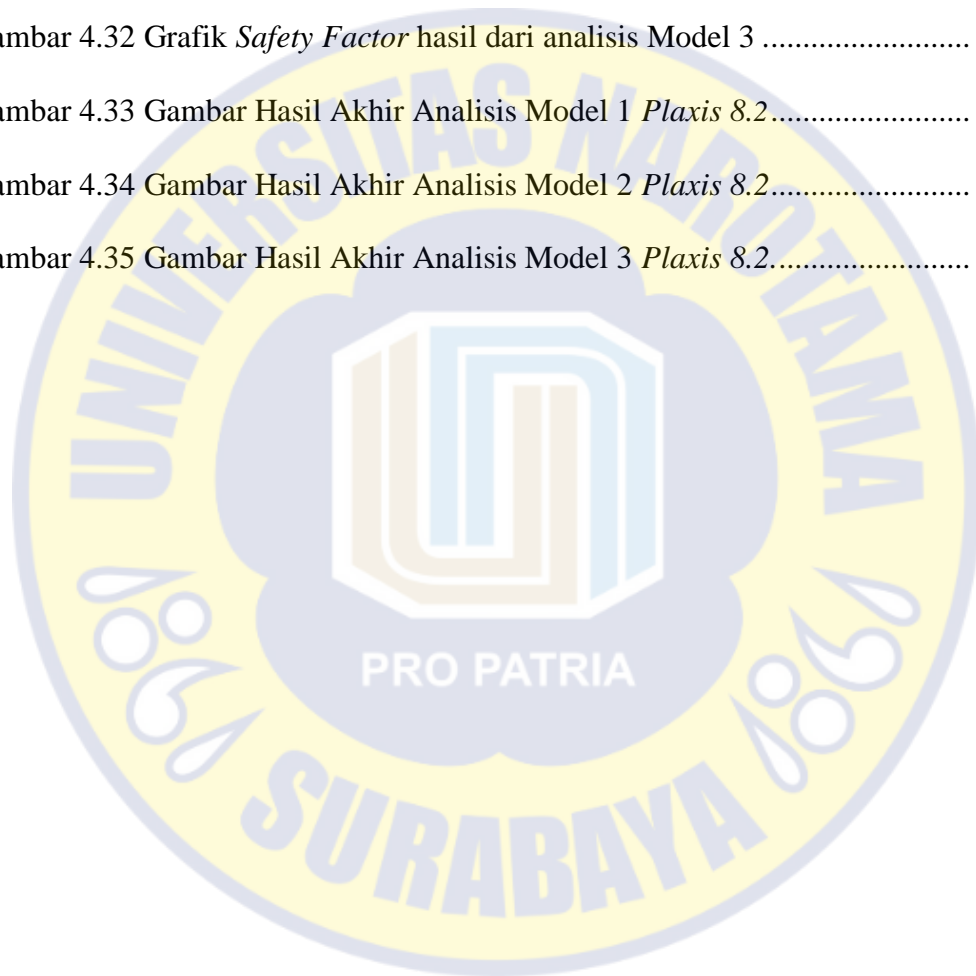 ambar 4.32 Grafik Safety Factor hasil dari analisis Model 3 .........................
ambar 4.33 Gambar Hasil Akhir Analisis Model 1 Plaxis 8.2........................
ambar 4.34 Gambar Hasil Akhir Analisis Model 2 Plaxis 8.2........................
ambar 4.35 Gambar Hasil Akhir Analisis Model 3 Plaxis 8.2........................
UNIVERSITAS NAROTAMA
PRO PATRIA
SURABAYA